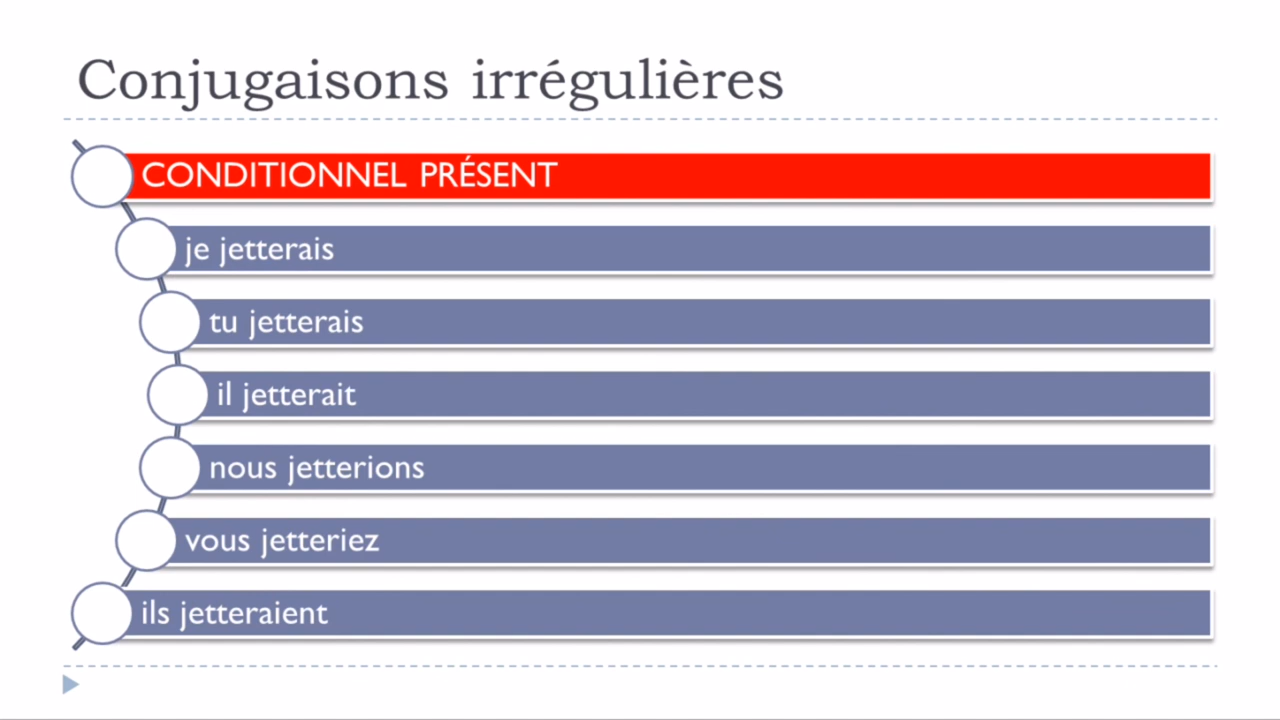 Conjugaisons irrégulières
CONDITIONNEL PRÉSENT
je jetterais
tu jetterais
il jetterait
nous jetterions
vous jetteriez
ils jetteraient